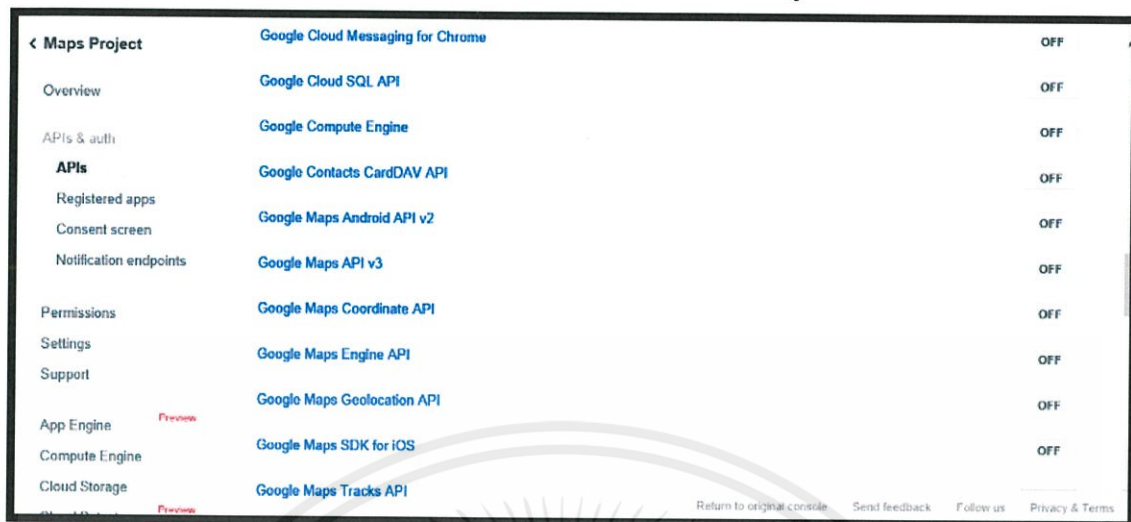 < Maps Project
Overview
APIs & auth
APIs
Registered apps
Consent screen
Notification endpoints
Permissions
Settings
Support
App Engine Preview
Compute Engine
Cloud Storage
Preview
Google Cloud Messaging for Chrome OFF
Google Cloud SQL API OFF
Google Compute Engine OFF
Google Contacts CardDAV API OFF
Google Maps Android API v2 OFF
Google Maps API v3 OFF
Google Maps Coordinate API OFF
Google Maps Engine API OFF
Google Maps Geolocation API OFF
Google Maps SDK for iOS OFF
Google Maps Tracks API
Return to original console Send feedback Follow us Privacy & Terms